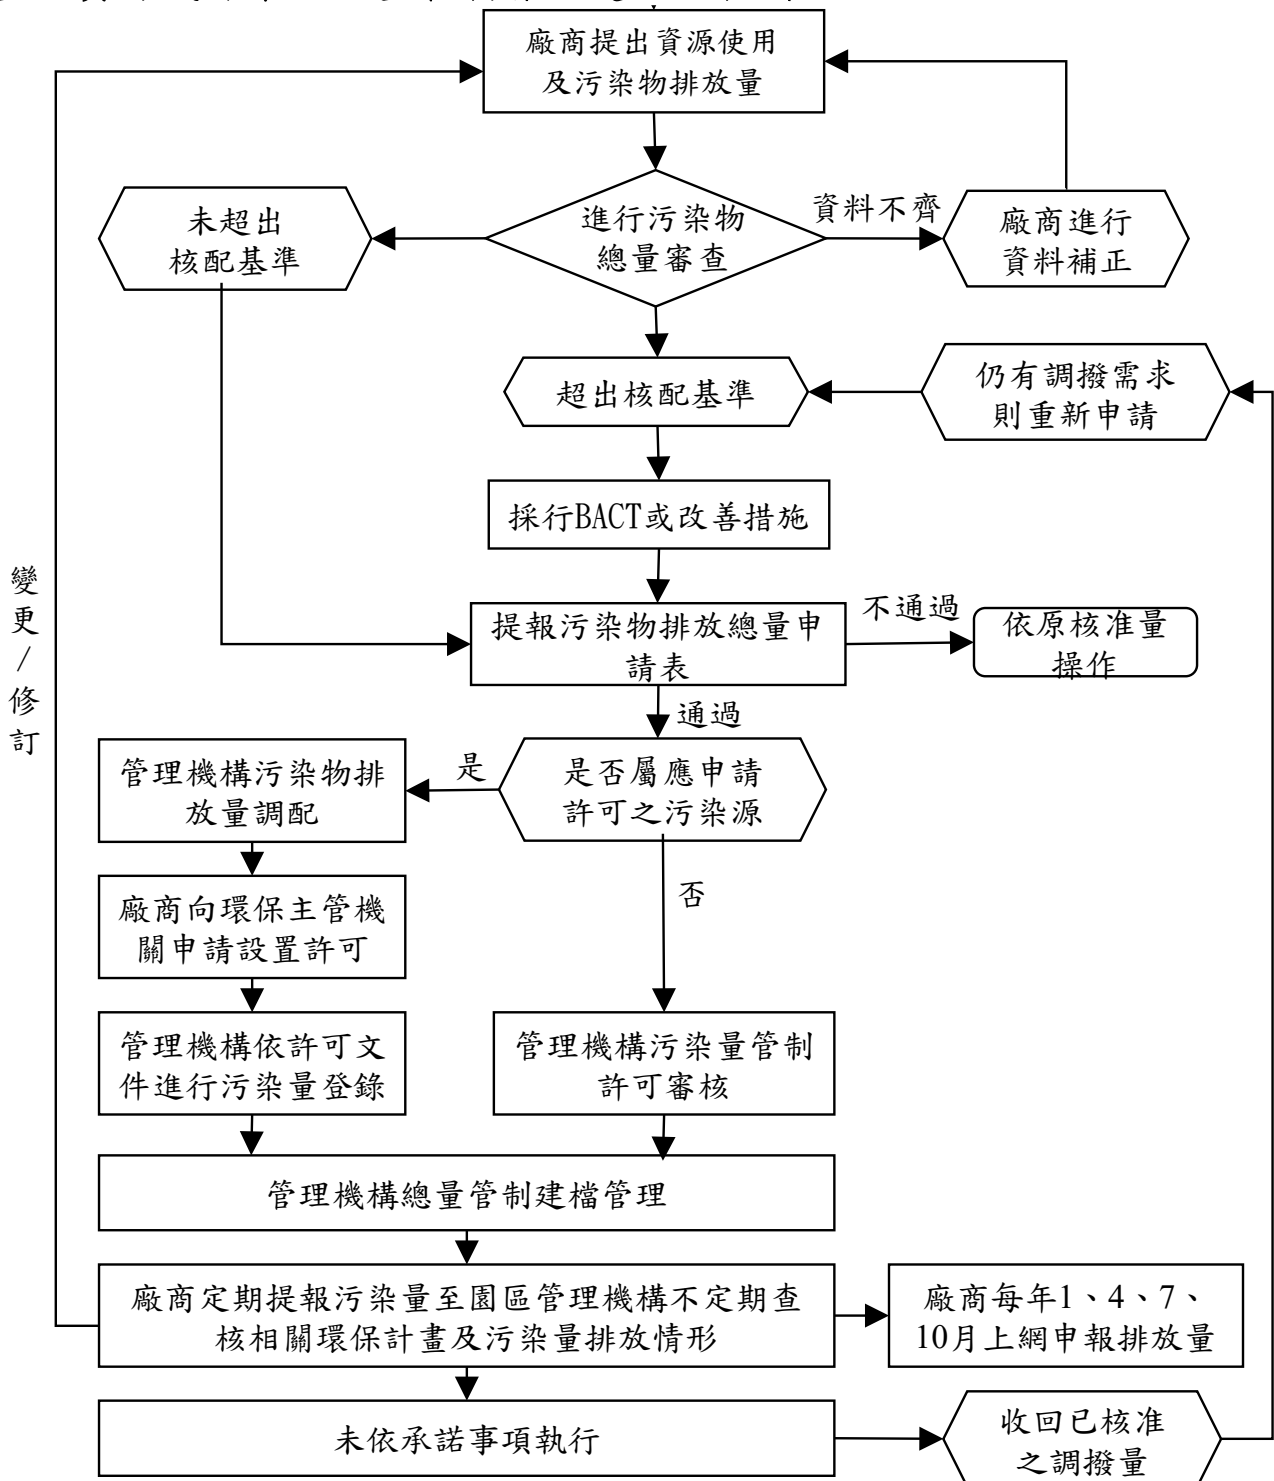 廠商提出資源使用
及污染物排放量
進行污染物
總量審查
資料不齊
廠商進行
資料補正
未超出
核配基準
超出核配基準
仍有調撥需求
則重新申請
採行BACT或改善措施
提報污染物排放總量申
請表
不通過
依原核准量
操作
通過
變
更
/
修
訂
是否屬應申請
許可之污染源
是
管理機構污染物排
放量調配
廠商向環保主管機
關申請設置許可
否
管理機構依許可文
件進行污染量登錄
管理機構污染量管制
許可審核
管理機構總量管制建檔管理
廠商定期提報污染量至園區管理機構不定期查
核相關環保計畫及污染量排放情形
廠商每年1、4、7、
10月上網申報排放量
未依承諾事項執行
收回已核准
之調撥量